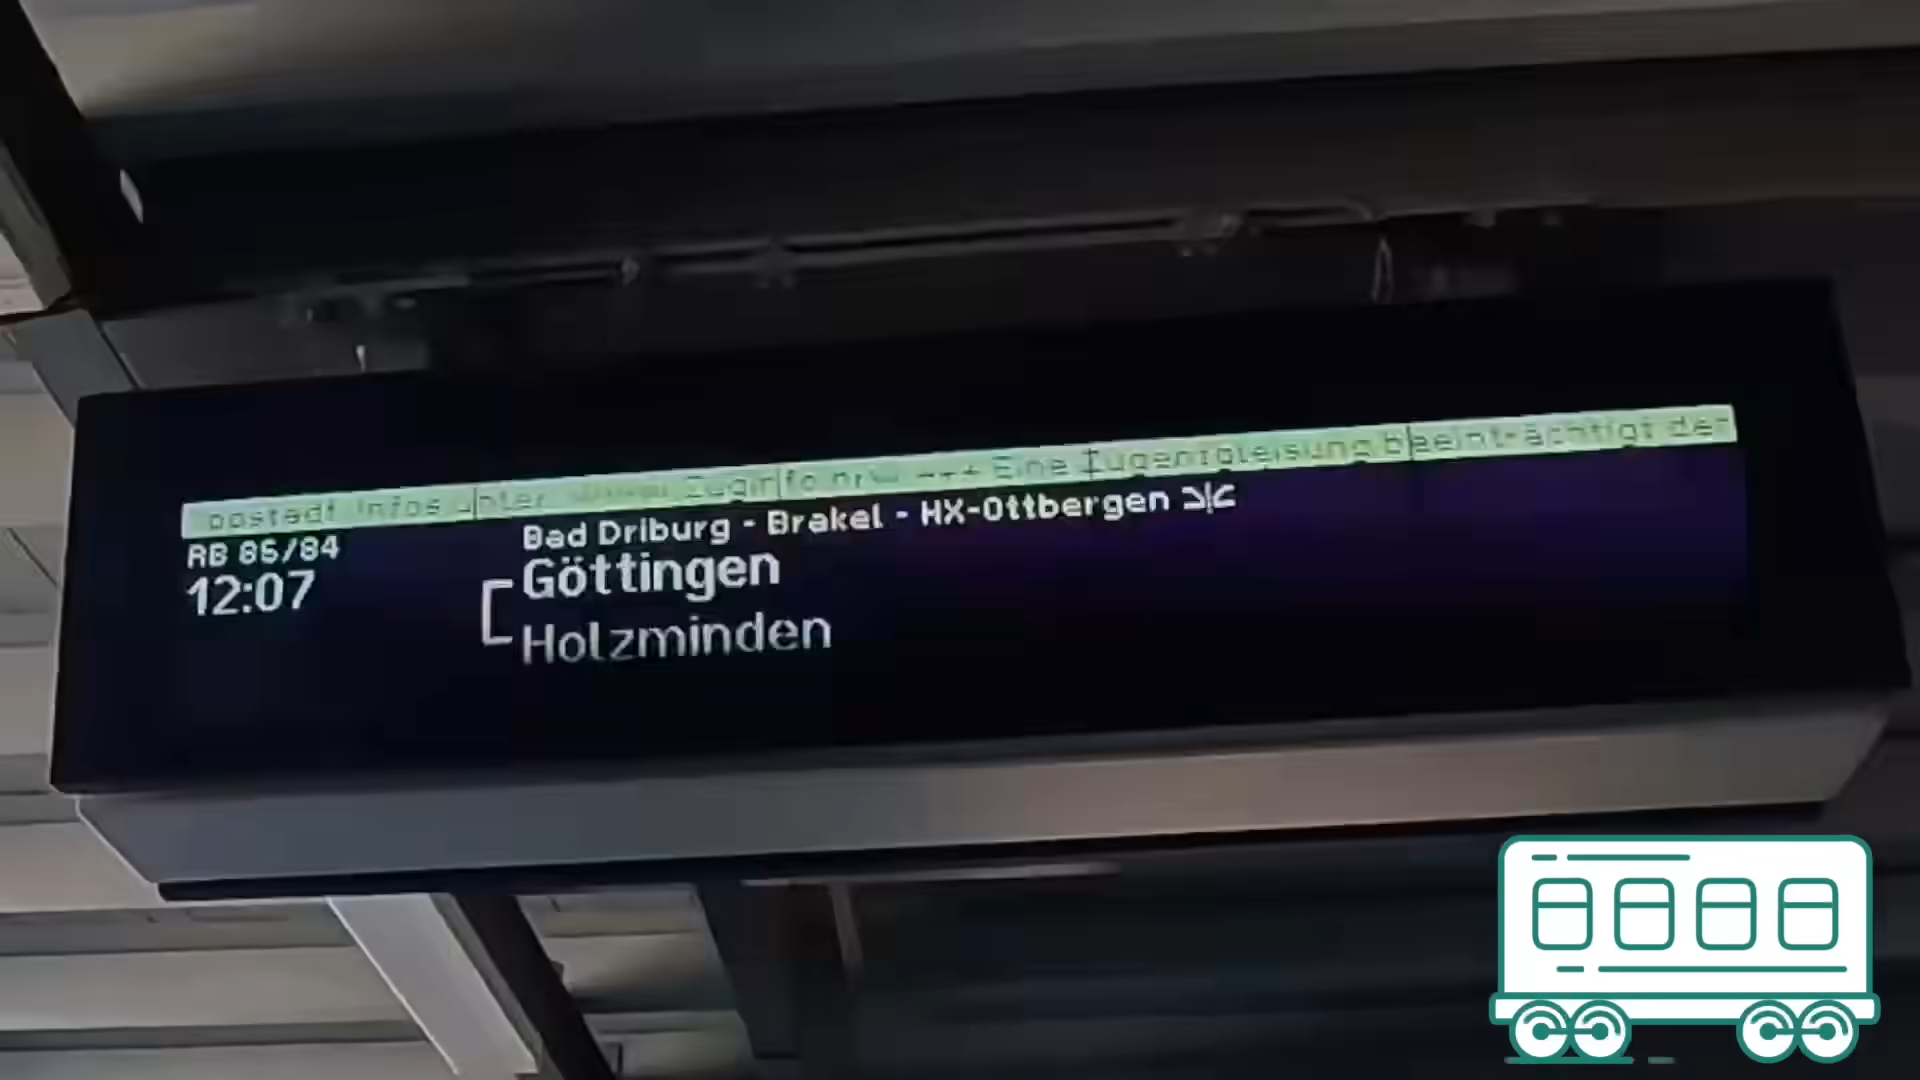 Infos unter Zuginfo nrw +++ Eine Zugentgleisung beeinträchtigt den
RB 85/84
Bad Driburg - Brakel - HX-Ottbergen
12:07
Göttingen
Holzminden